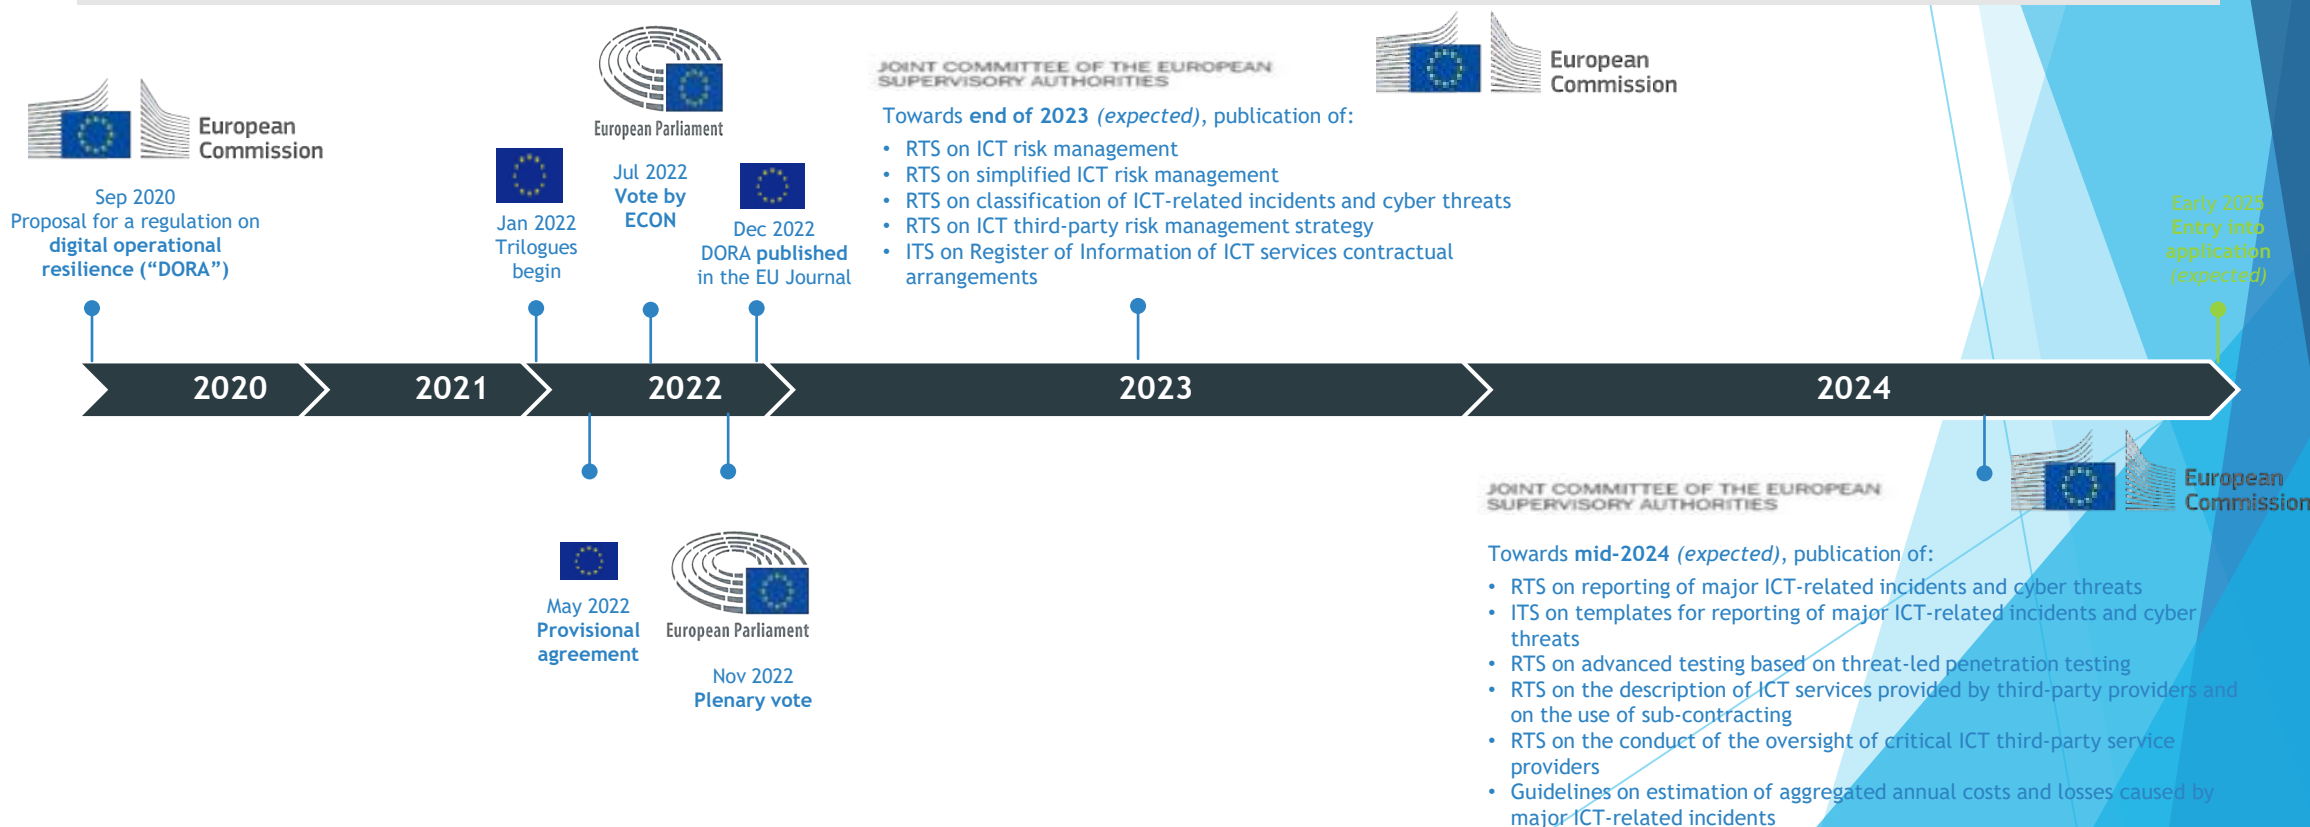 European
Commission
Sep 2020
Proposal for a regulation on
digital operational
resilience (“DORA”)
Jan 2022
Trilogues
begin
European Parliament
Jul 2022
Vote by
ECON
Dec 2022
DORA published
in the EU Journal
JOINT COMMITTEE OF THE EUROPEAN
SUPERVISORY AUTHORITIES
European
Commission
Towards end of 2023 (expected), publication of:
• RTS on ICT risk management
• RTS on simplified ICT risk management
• RTS on classification of ICT-related incidents and cyber threats
• RTS on ICT third-party risk management strategy
• ITS on Register of Information of ICT services contractual
arrangements
Early 2025
Entry into
application
(expected)
2020
2021
2022
2023
2024
May 2022
Provisional
agreement
European Parliament
Nov 2022
Plenary vote
JOINT COMMITTEE OF THE EUROPEAN
SUPERVISORY AUTHORITIES
European
Commission
Towards mid-2024 (expected), publication of:
• RTS on reporting of major ICT-related incidents and cyber threats
• ITS on templates for reporting of major ICT-related incidents and cyber
threats
• RTS on advanced testing based on threat-led penetration testing
• RTS on the description of ICT services provided by third-party providers and
on the use of sub-contracting
• RTS on the conduct of the oversight of critical ICT third-party service
providers
• Guidelines on estimation of aggregated annual costs and losses caused by
major ICT-related incidents